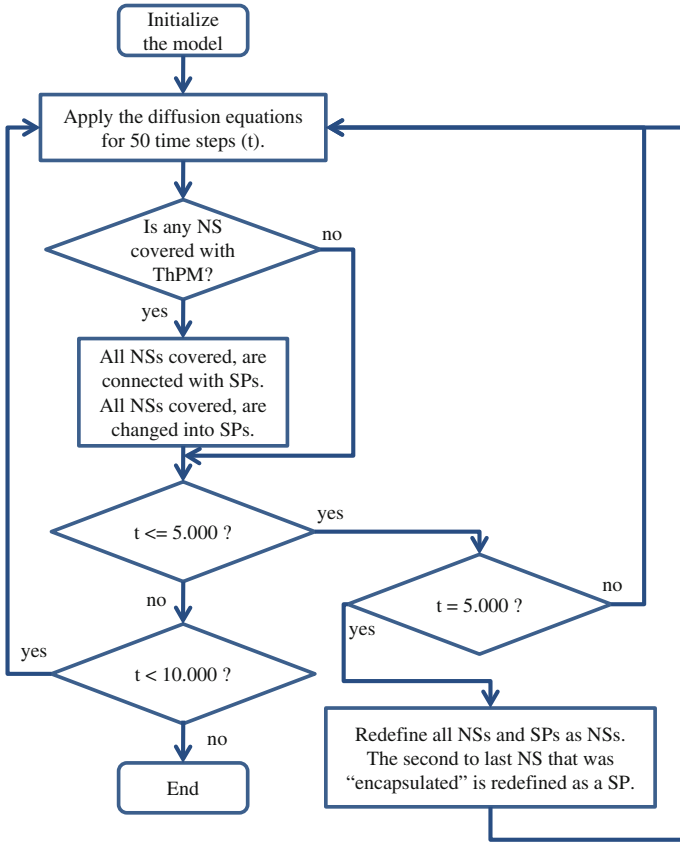 Initialize
the model
Apply the diffusion equations
for 50 time steps (t).
Is any NS
covered with
ThPM?
no
yes
All NSs covered, are
connected with SPs.
All NSs covered, are
changed into SPs.
t <= 5.000 ?
yes
no
t = 5.000 ?
no
yes
t < 10.000 ?
yes
no
Redefine all NSs and SPs as NSs.
The second to last NS that was
“encapsulated” is redefined as a SP.
End